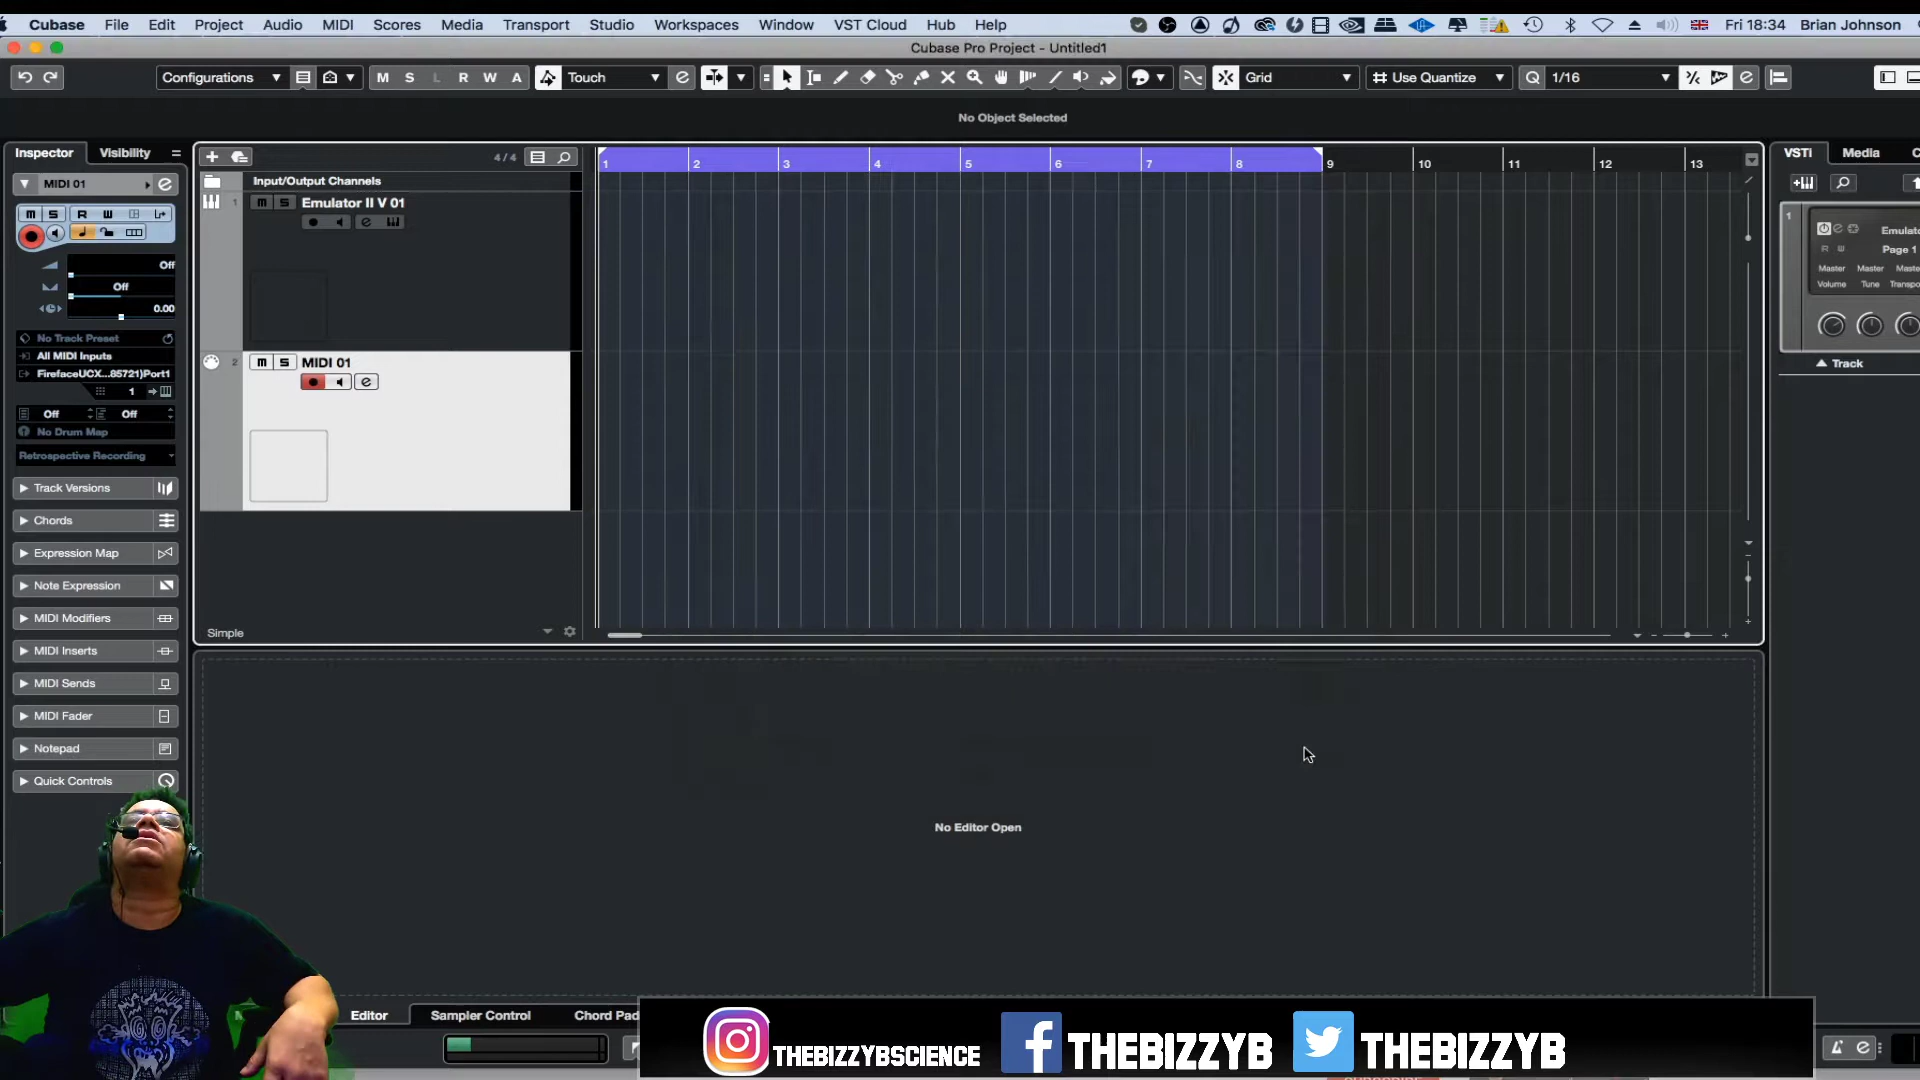 Cubase File Edit Project Audio MIDI Scores Media Transport Studio Workspaces Window VST Cloud Hub Help Fri 18:34 Brian Johnson
Cubase Pro Project - Untitled1
Configurations M S L R W A Touch Grid Use Quantize Q 1/16
No Object Selected
Inspector Visibility 4/4 1 2 3 4 5 6 7 8 9 10 11 12 13 VSTi Media
MIDI 01
Input/Output Channels
1 m S Emulator II V 01
M S R W
Off
Off
0.00
No Track Preset
All MIDI Inputs
FirefaceUCX...85721)Port1
1
Off Off
No Drum Map
Retrospective Recording
2 m S MIDI 01
Track Versions
Chords
Expression Map
Note Expression
MIDI Modifiers
MIDI Inserts
MIDI Sends
MIDI Fader
Notepad
Quick Controls
Simple
1
Page 1
R W
Master Master
Volume Tune
Track
No Editor Open
Editor Sampler Control
THEBIZZYBSCIENCE THEBIZZYB THEBIZZYB